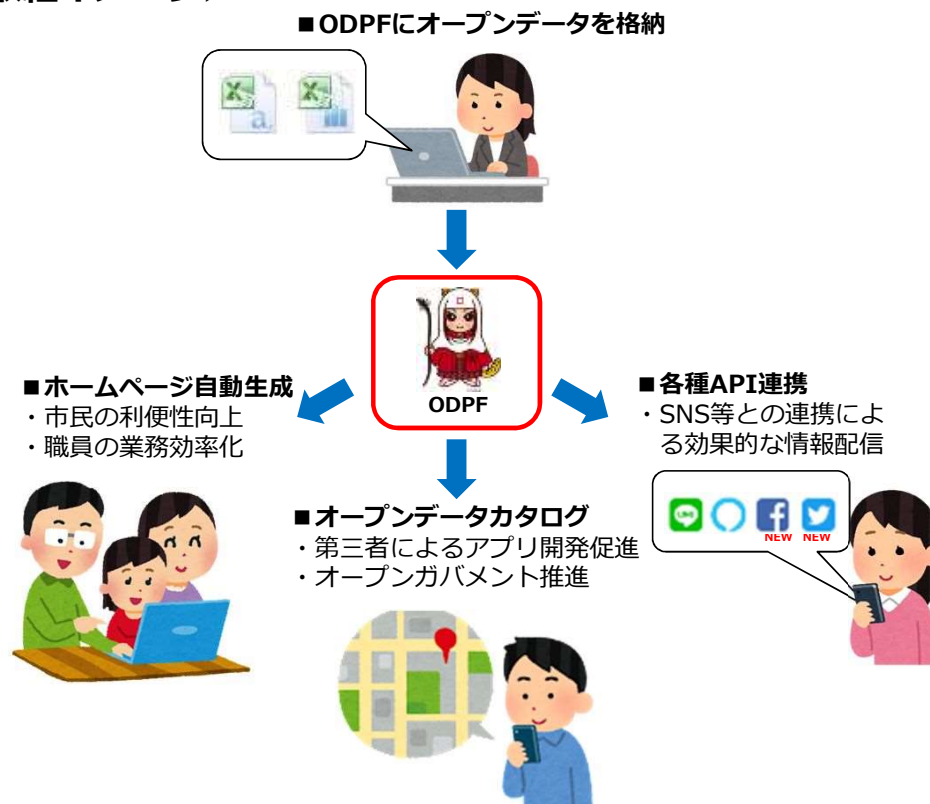 ■ODPFにオープンデータを格納
a,
ODPF
■ホームページ自動生成
・市民の利便性向上
・職員の業務効率化
■各種API連携
・SNS等との連携によ
る効果的な情報配信
LINE
NEW NEW
■オープンデータカタログ
・第三者によるアプリ開発促進
・オープンガバメント推進